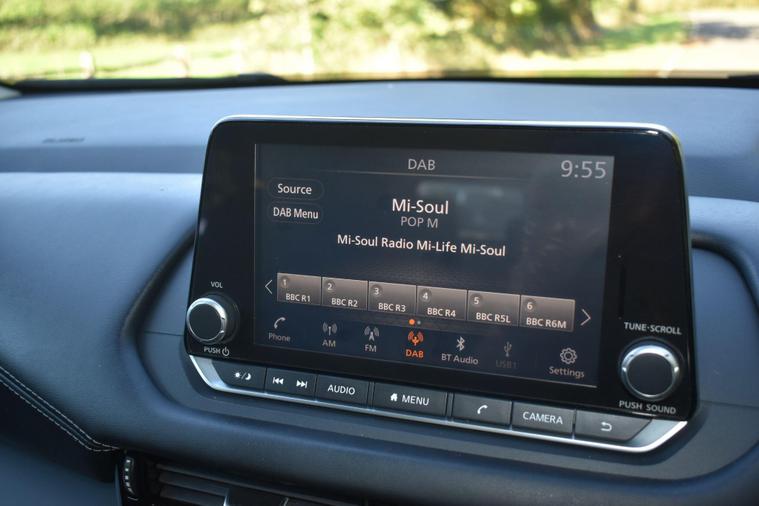 DAB
9:55
Source
DAB Menu
Mi-Soul
POP M
Mi-Soul Radio Mi-Life Mi-Soul
1 BBC R1
2 BBC R2
3 BBC R3
4 BBC R4
5 BBC R5L
6 BBC R6M
Phone
AM
FM
DAB
BT Audio
USB1
Settings
VOL
PUSH
TUNE·SCROLL
PUSH SOUND
AUDIO
MENU
CAMERA